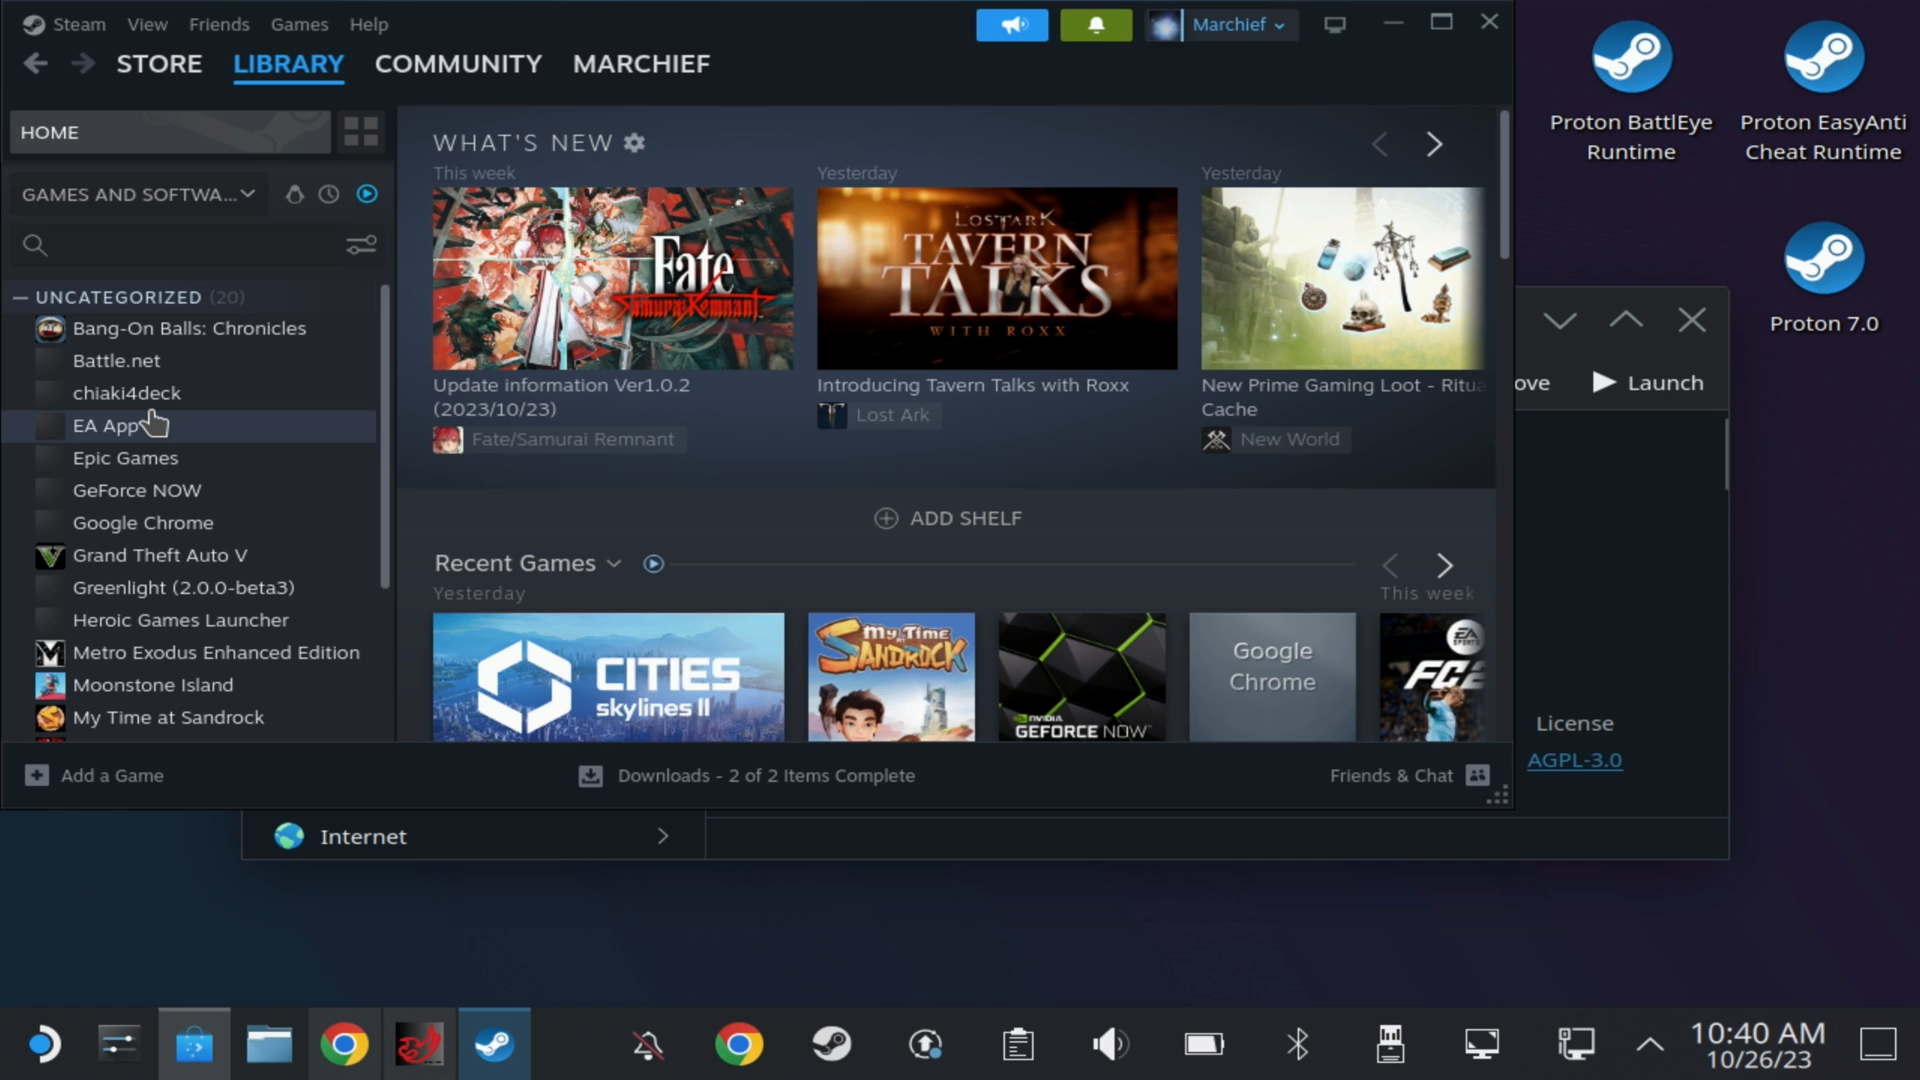 Steam View Friends Games Help
Marchief
STORE LIBRARY COMMUNITY MARCHIEF
HOME
GAMES AND SOFTWA...
UNCATEGORIZED (20)
Bang-On Balls: Chronicles
Battle.net
chiaki4deck
EA App
Epic Games
GeForce NOW
Google Chrome
Grand Theft Auto V
Greenlight (2.0.0-beta3)
Heroic Games Launcher
Metro Exodus Enhanced Edition
Moonstone Island
My Time at Sandrock
WHAT'S NEW
This week
Fate
Samurai Remnant
Update information Ver1.0.2
(2023/10/23)
Fate/Samurai Remnant
Yesterday
LOST ARK
TAVERN
TALKS
WITH ROXX
Introducing Tavern Talks with Roxx
Lost Ark
Yesterday
New Prime Gaming Loot - Ritua
Cache
New World
ADD SHELF
Recent Games
Yesterday
This week
CITIES
skylines II
My Time
at
SANDROCK
NVIDIA
GEFORCE NOW
Google
Chrome
EA
SPORTS
FC2
Add a Game
Downloads - 2 of 2 Items Complete
Friends & Chat
ove
Launch
License
AGPL-3.0
Internet
Proton BattlEye
Runtime
Proton EasyAnti
Cheat Runtime
Proton 7.0
10:40 AM
10/26/23